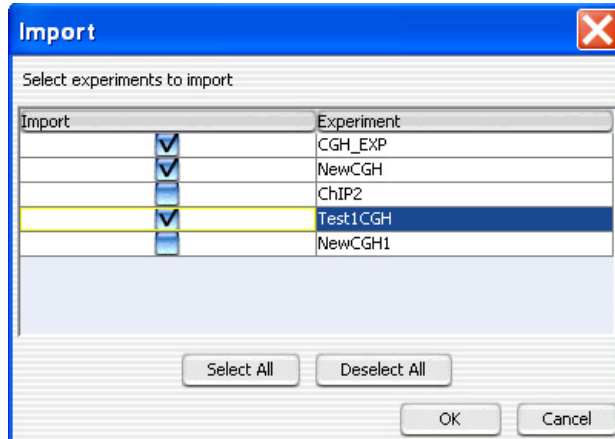 Import
Select experiments to import
Import Experiment
CGH_EXP
NewCGH
ChIP2
Test1CGH
NewCGH1
Select All Deselect All
OK Cancel